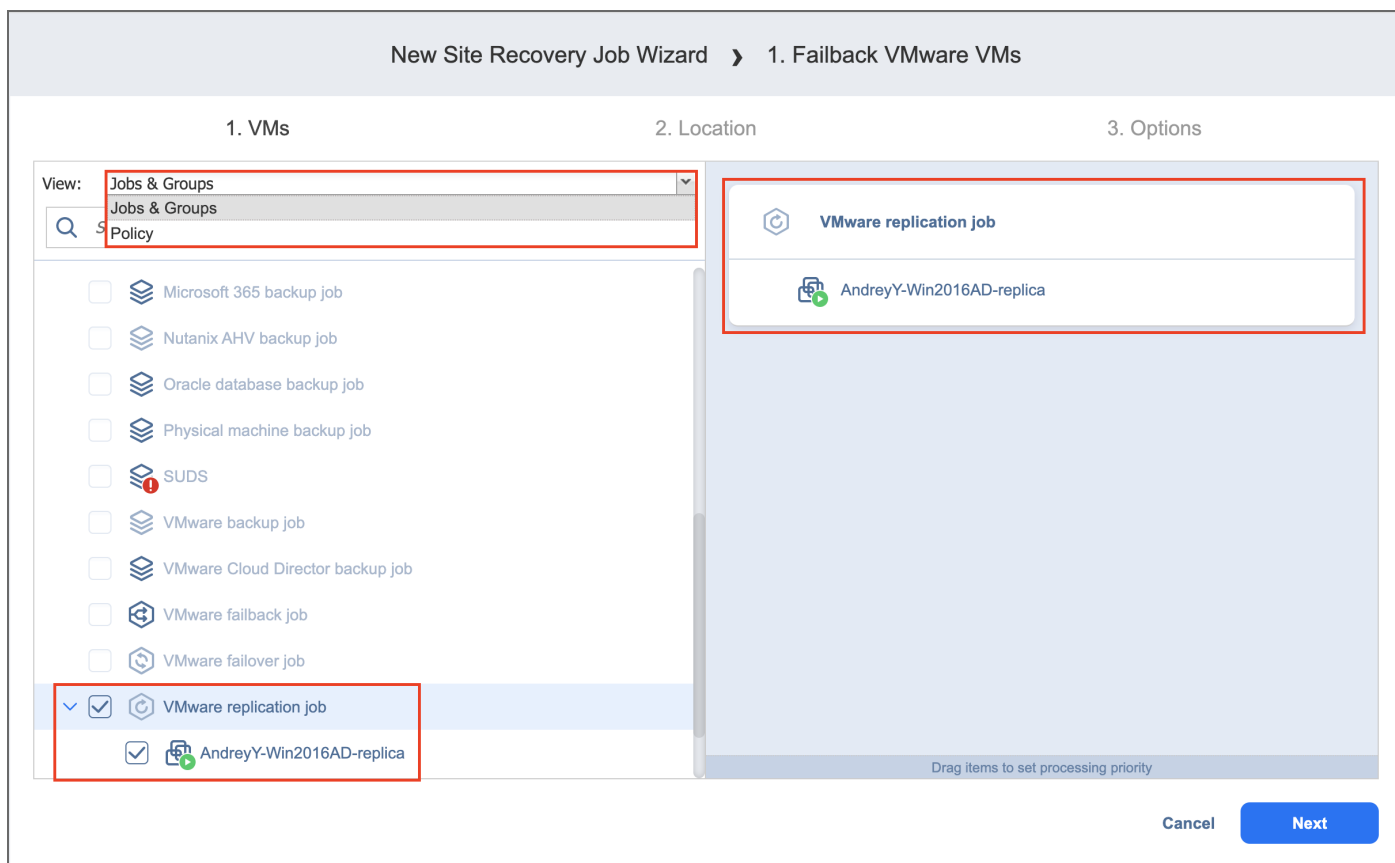 New Site Recovery Job Wizard ❯ 1. Failback VMware VMs
1. VMs
2. Location
3. Options
View:
Jobs & Groups
Jobs & Groups
Policy
S
Microsoft 365 backup job
Nutanix AHV backup job
Oracle database backup job
Physical machine backup job
SUDS
VMware backup job
VMware Cloud Director backup job
VMware failback job
VMware failover job
VMware replication job
AndreyY-Win2016AD-replica
VMware replication job
AndreyY-Win2016AD-replica
Drag items to set processing priority
Cancel
Next